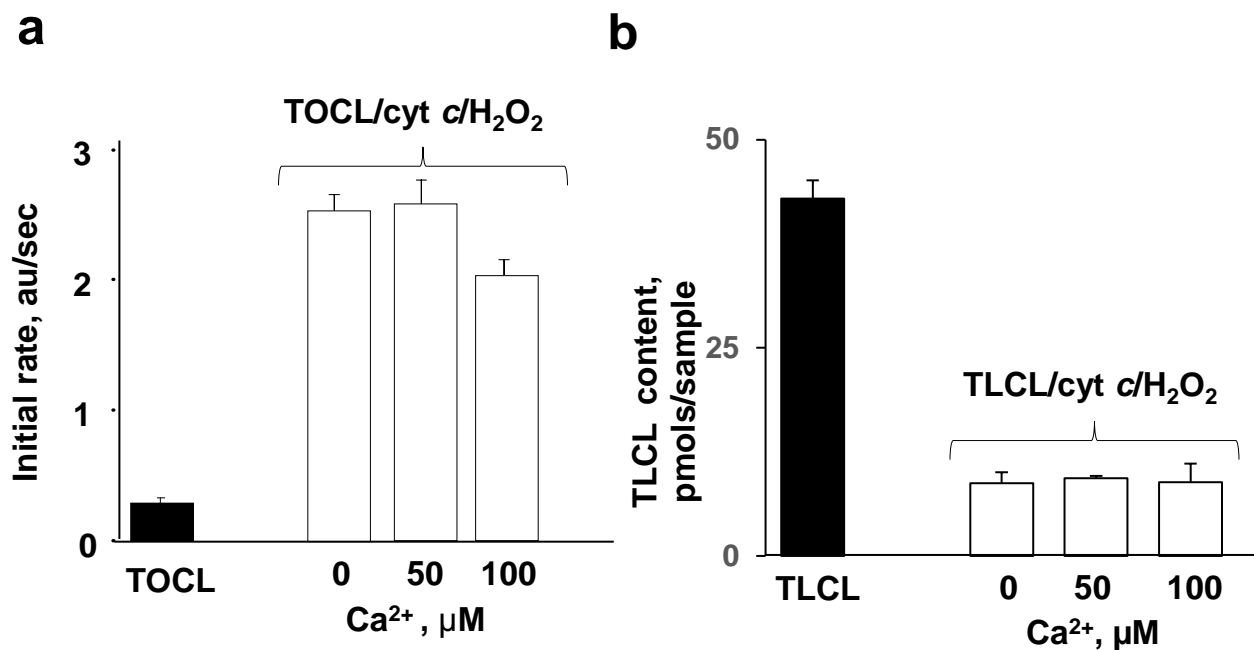 a
TOCL/cyt c/H₂O₂
3
2
1
0
Initial rate, au/sec
TOCL
0 50 100
Ca²⁺ , µM
b
50
25
0
TLCL content,
pmols/sample
TLCL/cyt c/H₂O₂
TLCL
0 50 100
Ca²⁺, µM